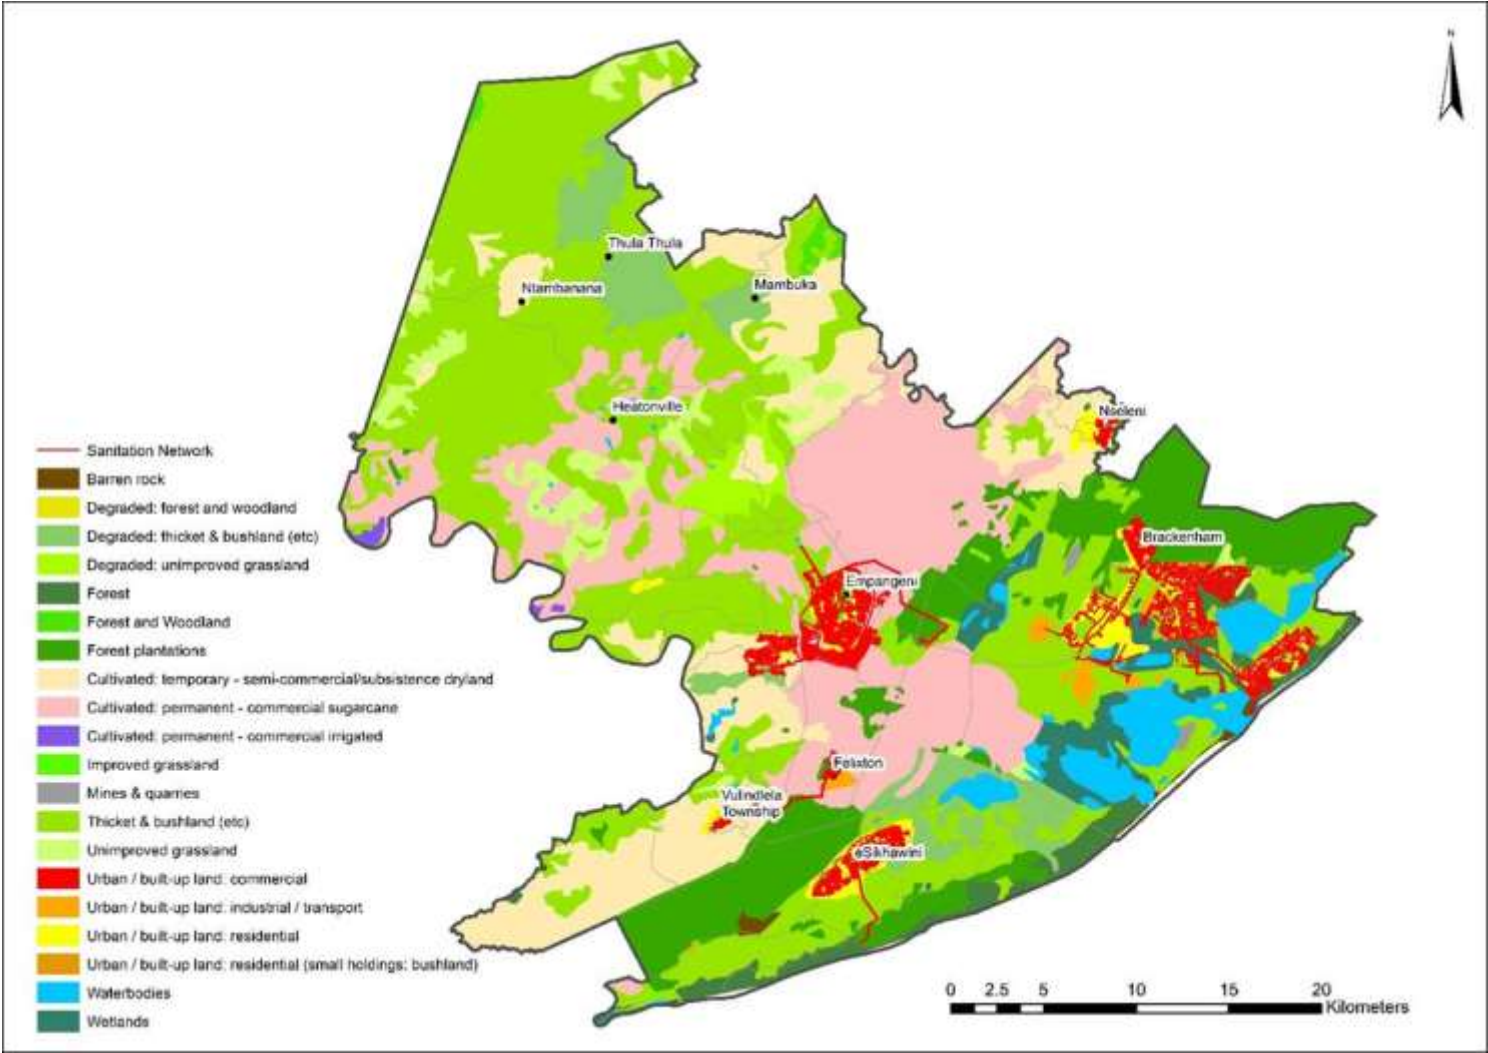 N
Thula Thula
Ntambanana
Mambuka
Heatonville
Nseleni
Brackenham
Empangeni
Felixton
Vulindlela
Township
eSikhawini
Sanitation Network
Barren rock
Degraded: forest and woodland
Degraded: thicket & bushland (etc)
Degraded: unimproved grassland
Forest
Forest and Woodland
Forest plantations
Cultivated: temporary - semi-commercial/subsistence dryland
Cultivated: permanent - commercial sugarcane
Cultivated: permanent - commercial irrigated
Improved grassland
Mines & quarries
Thicket & bushland (etc)
Unimproved grassland
Urban / built-up land: commercial
Urban / built-up land: industrial / transport
Urban / built-up land: residential
Urban / built-up land: residential (small holdings: bushland)
Waterbodies
Wetlands
0 2.5 5 10 15 20
Kilometers